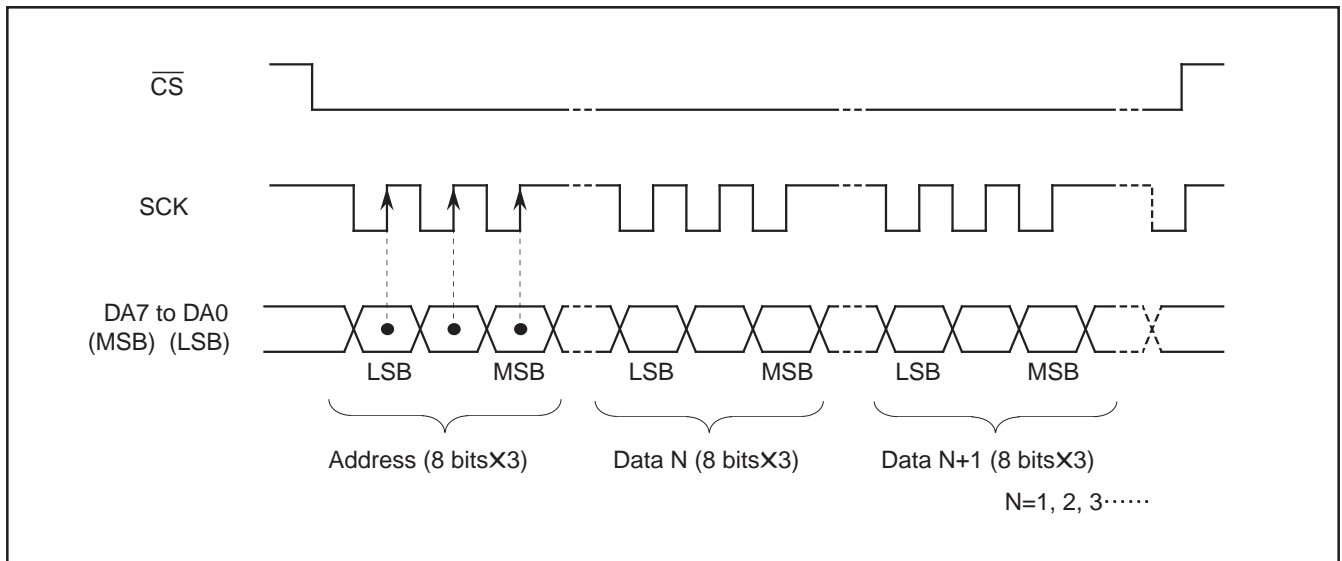 CS
SCK
DA7 to DA0
(MSB) (LSB)
LSB MSB LSB MSB LSB MSB
Address (8 bits×3) Data N (8 bits×3) Data N+1 (8 bits×3)
N=1, 2, 3······